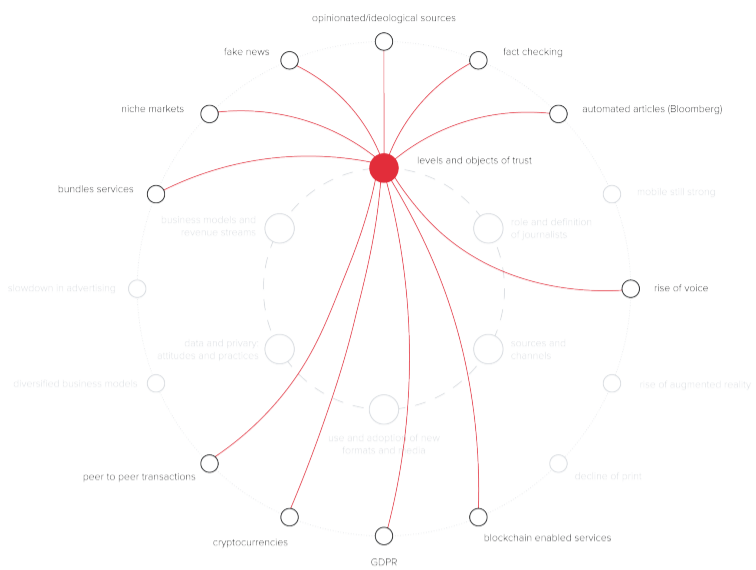 opinionated/ideological sources
fake news
fact checking
niche markets
automated articles (Bloomberg)
levels and objects of trust
bundles services
mobile still strong
business models and
revenue streams
role and definition
of journalists
slowdown in advertising
rise of voice
data and privary
attitudes and practices
sources and
channels
diversified business models
rise of augmented reality
use and adoption of new
formats and media
peer to peer transactions
decline of print
cryptocurrencies
blockchain enabled services
GDPR